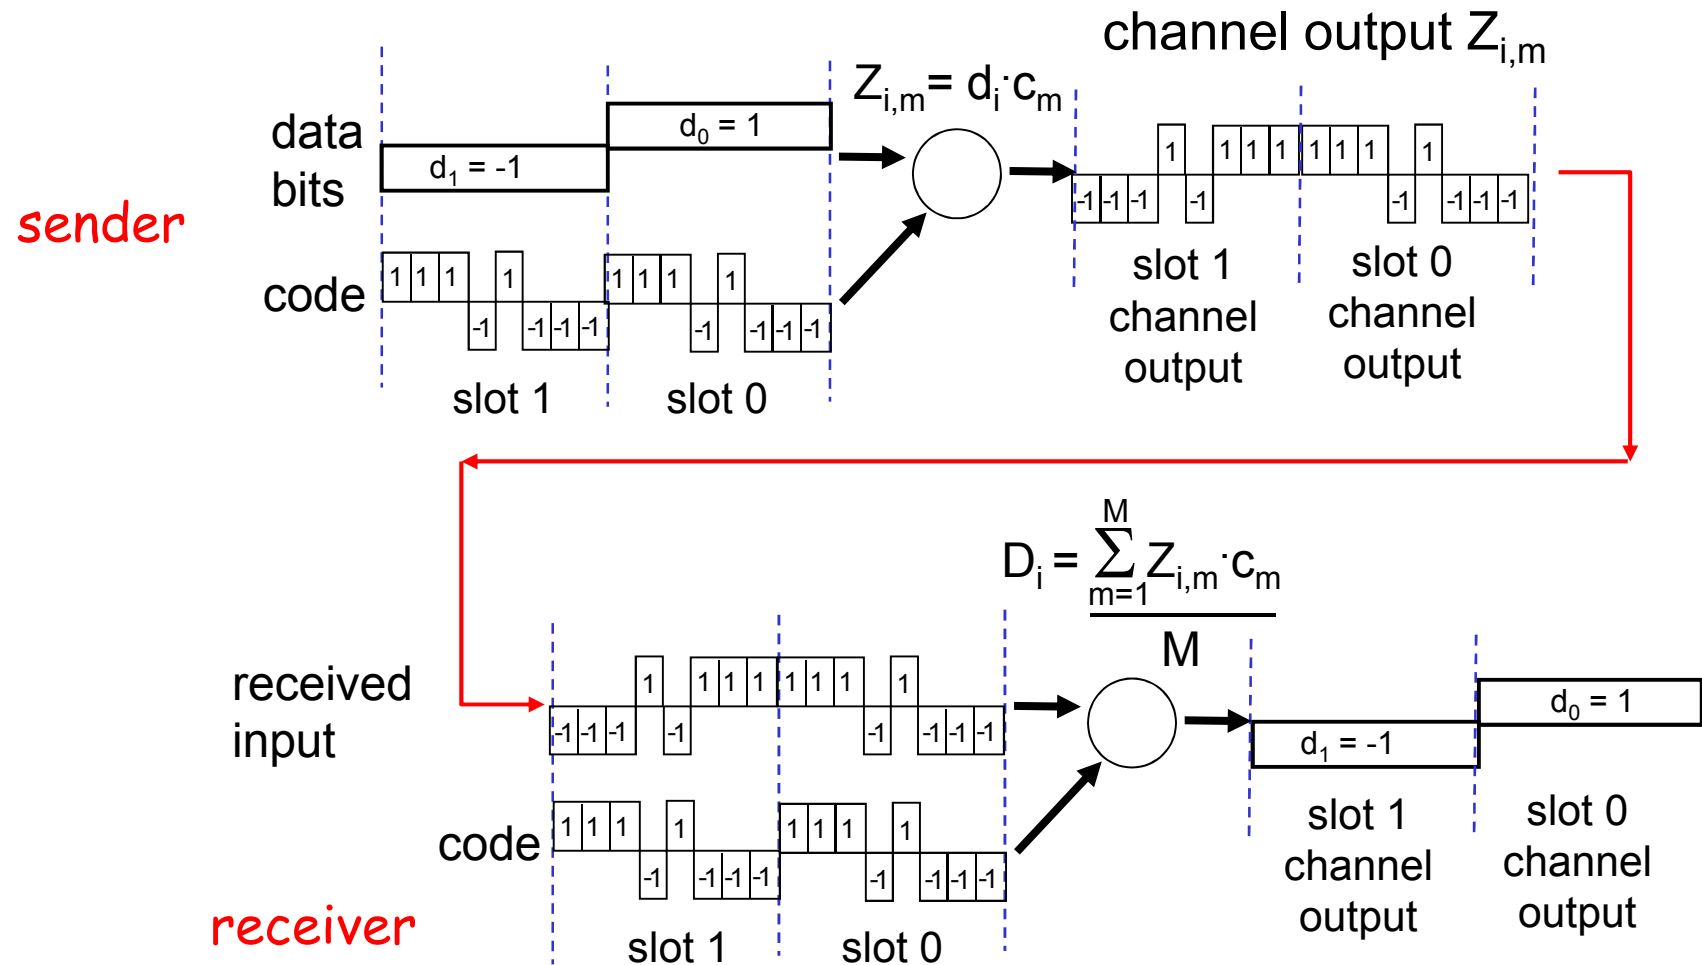 channel output Z_{i,m}
Z_{i,m} = d_i·c_m
data
bits
d_0 = 1
d_1 = -1
1 1 1 1 1 1 1 1
-1 -1 -1 -1 1 1 1 -1 -1 -1 -1
sender
code
1 1 1 1 1 1 1 1
-1 -1 -1 -1 -1 -1 -1 -1
slot 1
channel
output
slot 0
channel
output
slot 1
slot 0
D_i = \sum_{m=1}^{M} Z_{i,m}·c_m
M
received
input
1 1 1 1 1 1 1 1
-1 -1 -1 -1 -1 -1 -1 -1
code
1 1 1 1 1 1 1 1
-1 -1 -1 -1 -1 -1 -1 -1
d_0 = 1
d_1 = -1
slot 1
channel
output
slot 0
channel
output
receiver
slot 1
slot 0